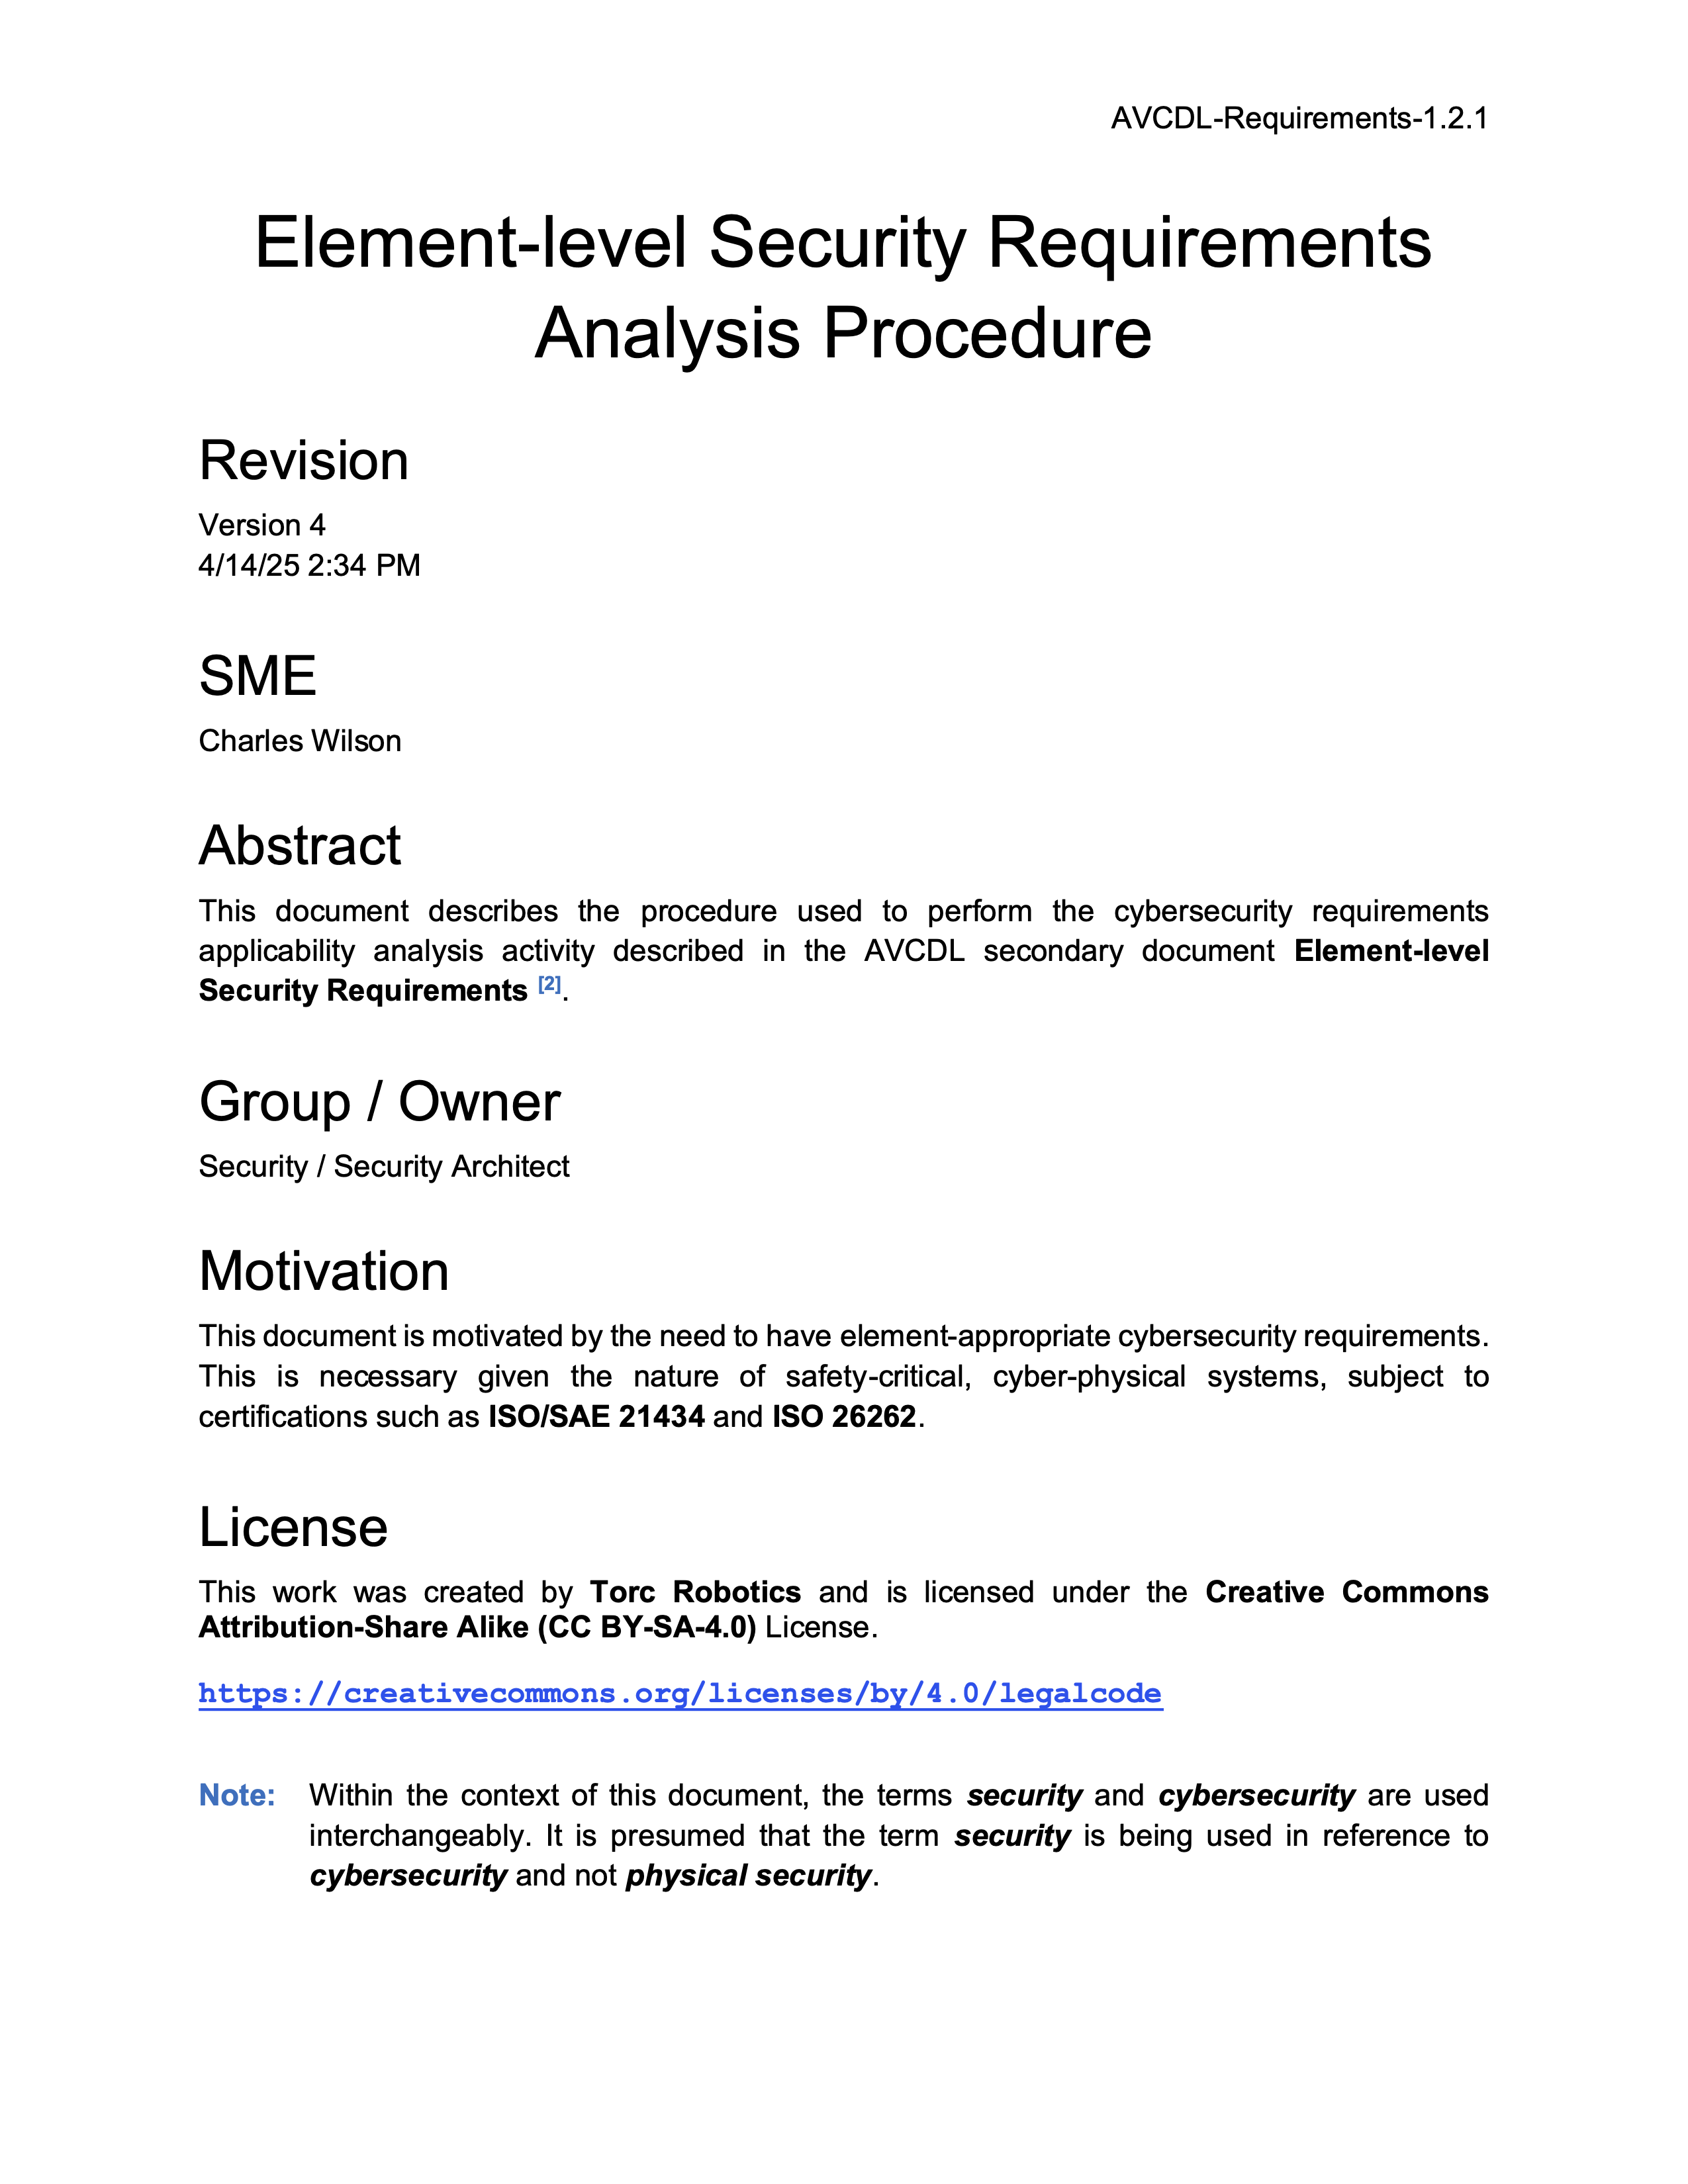 AVCDL-Requirements-1.2.1
Element-level Security Requirements
Analysis Procedure
Revision
Version 4
4/14/25 2:34 PM
SME
Charles Wilson
Abstract
This document describes the procedure used to perform the cybersecurity requirements
applicability analysis activity described in the AVCDL secondary document Element-level
Security Requirements [2].
Group / Owner
Security / Security Architect
Motivation
This document is motivated by the need to have element-appropriate cybersecurity requirements.
This is necessary given the nature of safety-critical, cyber-physical systems, subject to
certifications such as ISO/SAE 21434 and ISO 26262.
License
This work was created by Torc Robotics and is licensed under the Creative Commons
Attribution-Share Alike (CC BY-SA-4.0) License.
https://creativecommons.org/licenses/by/4.0/legalcode
Note: Within the context of this document, the terms security and cybersecurity are used
interchangeably. It is presumed that the term security is being used in reference to
cybersecurity and not physical security.